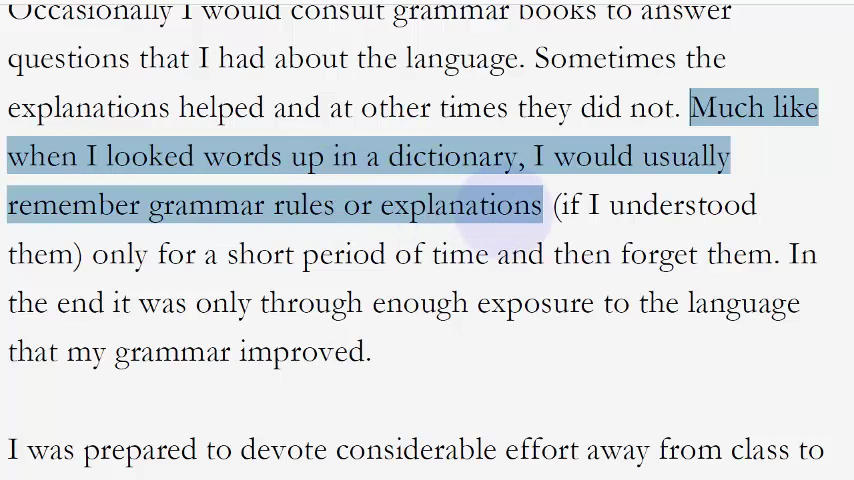 Occasionally I would consult grammar books to answer
questions that I had about the language. Sometimes the
explanations helped and at other times they did not. Much like
when I looked words up in a dictionary, I would usually
remember grammar rules or explanations (if I understood
them) only for a short period of time and then forget them. In
the end it was only through enough exposure to the language
that my grammar improved.
I was prepared to devote considerable effort away from class to